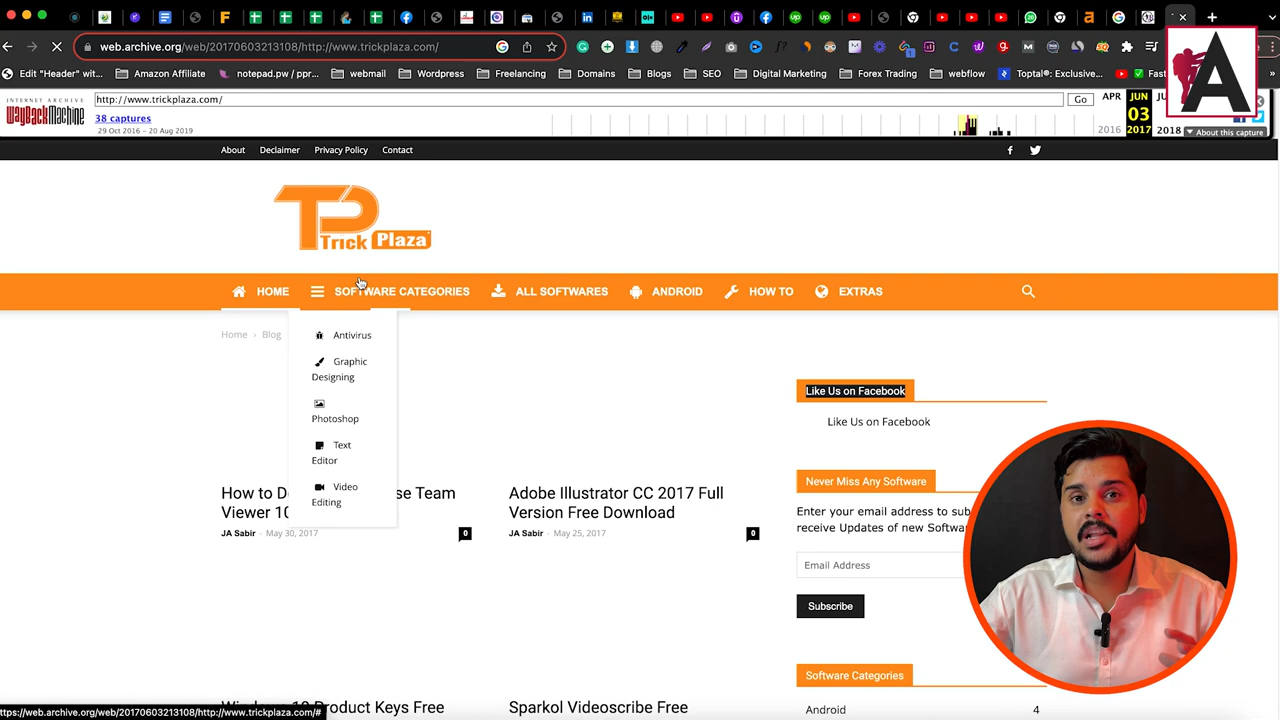 web.archive.org/web/20170603213108/http://www.trickplaza.com/
Edit "Header" wit...
Amazon Affiliate
notepad.pw / ppr...
webmail
Wordpress
Freelancing
Domains
Blogs
SEO
Digital Marketing
Forex Trading
webflow
Toptal®: Exclusive...
INTERNET ARCHIVE
WayBackMachine
http://www.trickplaza.com/
Go
APR
JUN
38 captures
03
29 Oct 2016 – 20 Aug 2019
2016
2017
2018
About this capture
A
About
Declaimer
Privacy Policy
Contact
TP
Trick Plaza
HOME
SOFTWARE CATEGORIES
ALL SOFTWARES
ANDROID
HOW TO
EXTRAS
Home › Blog
Antivirus
Graphic
Designing
Photoshop
Text
Editor
Video
Editing
Like Us on Facebook
Like Us on Facebook
Never Miss Any Software
Enter your email address to
receive Updates of new
Email Address
Subscribe
How to
Team
Viewer
JA Sabir - May 30, 2017
0
Adobe Illustrator CC 2017 Full
Version Free Download
JA Sabir - May 25, 2017
0
Product Keys Free
Sparkol Videoscribe Free
Software Categories
Android
4
https://web.archive.org/web/20170603213108/http://www.trickplaza.com/#